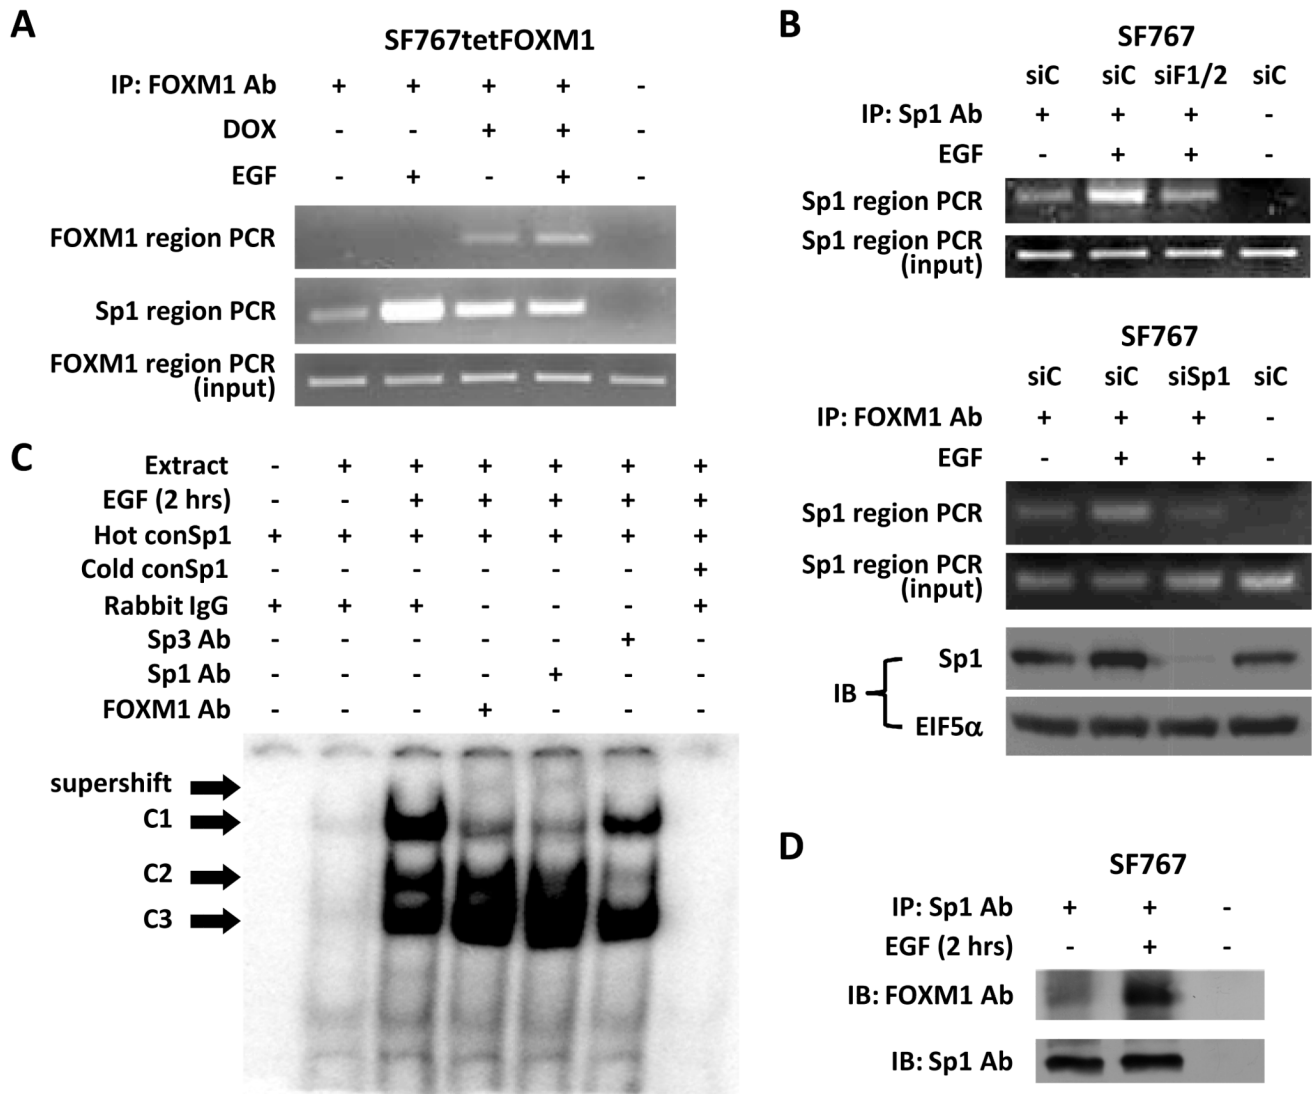 A
SF767tetFOXM1
IP: FOXM1 Ab + + + + -
DOX - - + + -
EGF - + - + -
FOXM1 region PCR
Sp1 region PCR
FOXM1 region PCR
(input)
B
SF767
siC siC siF1/2 siC
IP: Sp1 Ab + + + -
EGF - + + -
Sp1 region PCR
Sp1 region PCR
(input)
SF767
siC siC siSp1 siC
IP: FOXM1 Ab + + + -
EGF - + + -
Sp1 region PCR
Sp1 region PCR
(input)
IB
Sp1
EIF5α
C
Extract - + + + + + +
EGF (2 hrs) - - + + + + +
Hot conSp1 + + + + + + +
Cold conSp1 - - - - - - +
Rabbit IgG + + + - - - +
Sp3 Ab - - - - - + -
Sp1 Ab - - - - + - -
FOXM1 Ab - - - + - - -
supershift
C1
C2
C3
D
SF767
IP: Sp1 Ab + + -
EGF (2 hrs) - + -
IB: FOXM1 Ab
IB: Sp1 Ab